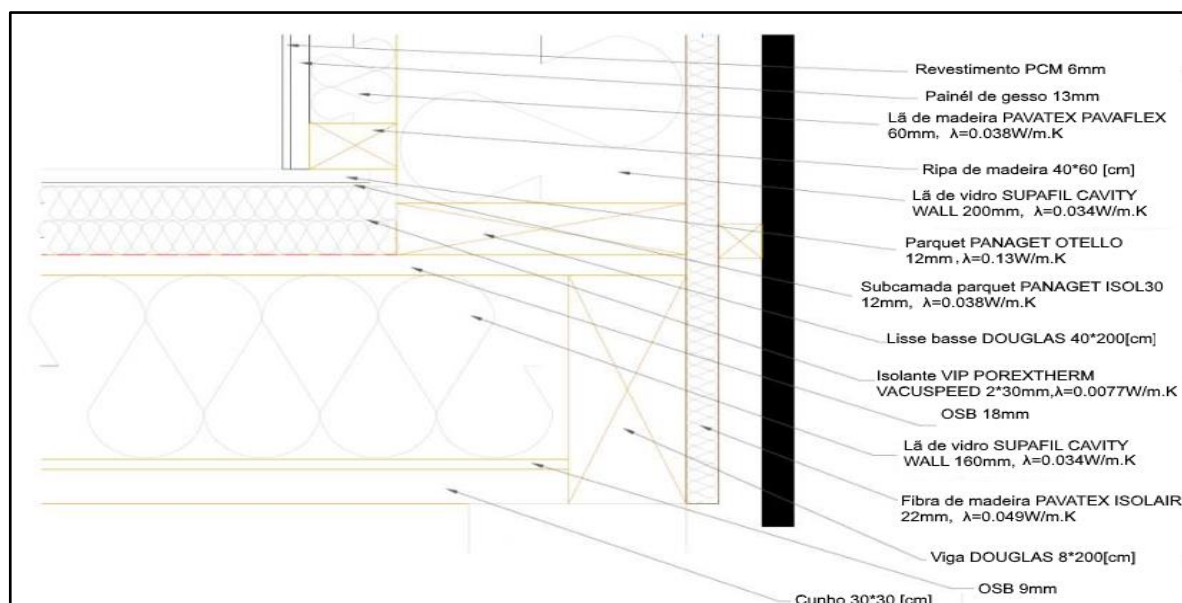 Revestimento PCM 6mm
Painél de gesso 13mm
Lã de madeira PAVATEX PAVAFLEX
60mm, λ=0.038W/m.K
Ripa de madeira 40*60 [cm]
Lã de vidro SUPAFIL CAVITY
WALL 200mm, λ=0.034W/m.K
Parquet PANAGET OTELLO
12mm ,λ=0.13W/m.K
Subcamada parquet PANAGET ISOL30
12mm, λ=0.038W/m.K
Lisse basse DOUGLAS 40*200[cm]
Isolante VIP POREXTHERM
VACUSPEED 2*30mm,λ=0.0077W/m.K
OSB 18mm
Lã de vidro SUPAFIL CAVITY
WALL 160mm, λ=0.034W/m.K
Fibra de madeira PAVATEX ISOLAIR
22mm, λ=0.049W/m.K
Viga DOUGLAS 8*200[cm]
OSB 9mm
Cunho 30*30 [cm]